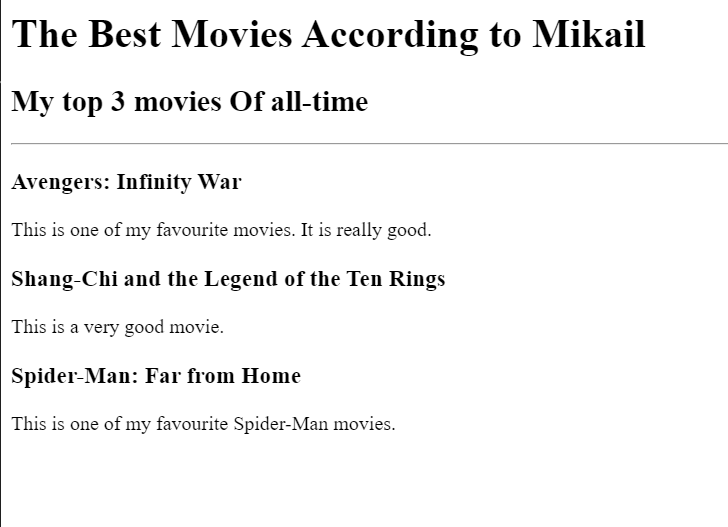 The Best Movies According to Mikail
My top 3 movies Of all-time
Avengers: Infinity War
This is one of my favourite movies. It is really good.
Shang-Chi and the Legend of the Ten Rings
This is a very good movie.
Spider-Man: Far from Home
This is one of my favourite Spider-Man movies.